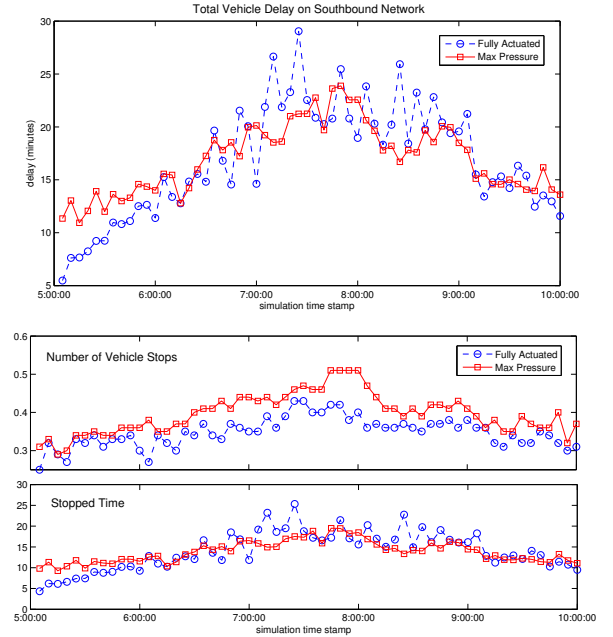 Total Vehicle Delay on Southbound Network
30
25
20
15
10
5
delay (minutes)
Fully Actuated
Max Pressure
5:00:00 6:00:00 7:00:00 8:00:00 9:00:00 10:00:00
simulation time stamp
0.6
0.5
0.4
0.3
Number of Vehicle Stops
Fully Actuated
Max Pressure
30
25
20
15
10
5
0
Stopped Time
5:00:00 6:00:00 7:00:00 8:00:00 9:00:00 10:00:00
simulation time stamp